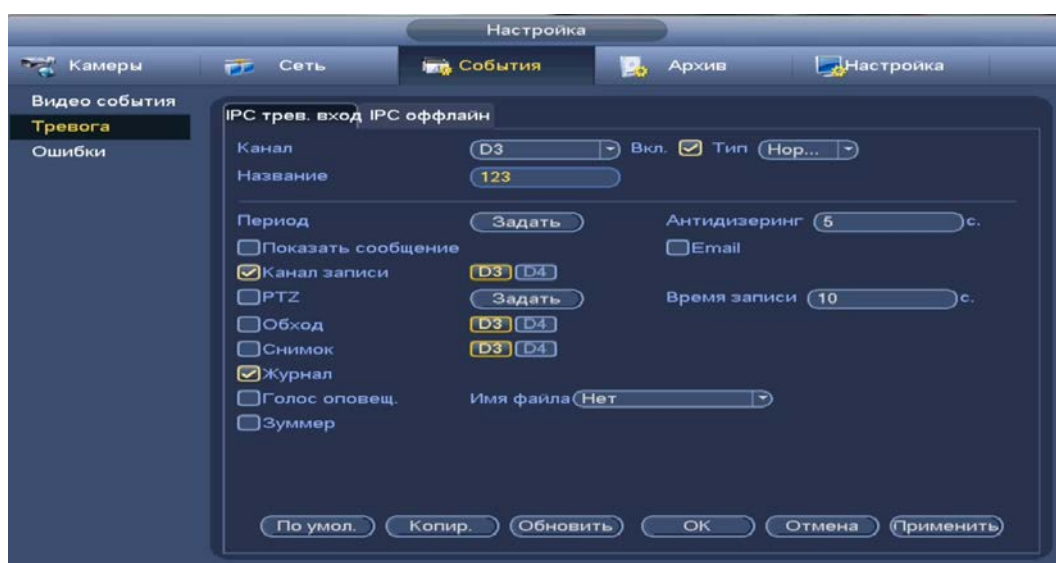 Настройка
Камеры Сеть События Архив Настройка
Видео события
Тревога
Ошибки
IPC трев. вход IPC оффлайн
Канал D3 Вкл. Тип Нор...
Название 123
Период Задать Антидизеринг 5 с.
Показать сообщение Email
Канал записи D3 D4
PTZ Задать Время записи 10 с.
Обход D3 D4
Снимок D3 D4
Журнал
Голос оповещ. Имя файла Нет
Зуммер
По умол. Копир. Обновить OK Отмена Применить